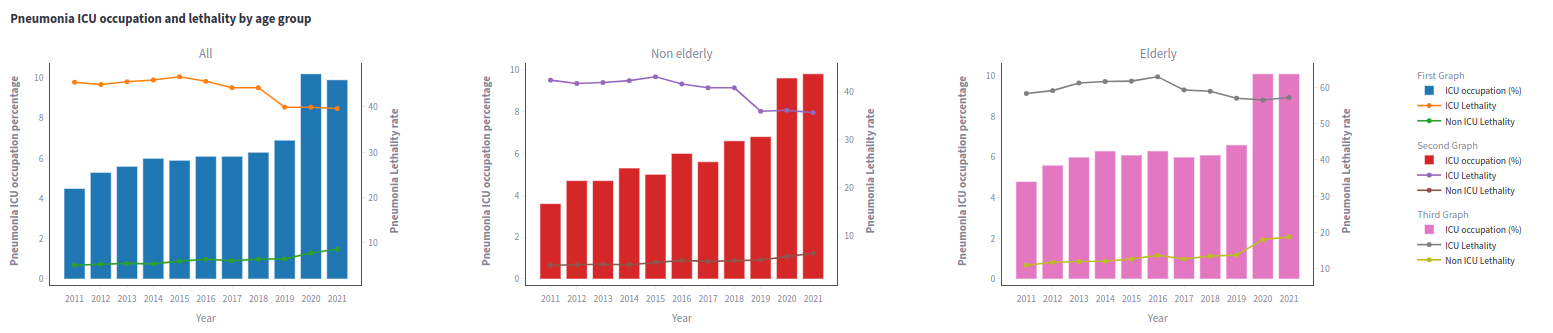 Pneumonia ICU occupation and lethality by age group
All
Pneumonia ICU occupation percentage
10
8
6
4
2
0
40
30
20
10
Pneumonia Lethality rate
2011 2012 2013 2014 2015 2016 2017 2018 2019 2020 2021
Year
Non elderly
Pneumonia ICU occupation percentage
10
8
6
4
2
0
40
30
20
10
Pneumonia Lethality rate
2011 2012 2013 2014 2015 2016 2017 2018 2019 2020 2021
Year
Elderly
Pneumonia ICU occupation percentage
10
8
6
4
2
0
60
50
40
30
20
10
Pneumonia Lethality rate
2011 2012 2013 2014 2015 2016 2017 2018 2019 2020 2021
Year
First Graph
ICU occupation (%)
ICU Lethality
Non ICU Lethality
Second Graph
ICU occupation (%)
ICU Lethality
Non ICU Lethality
Third Graph
ICU occupation (%)
ICU Lethality
Non ICU Lethality